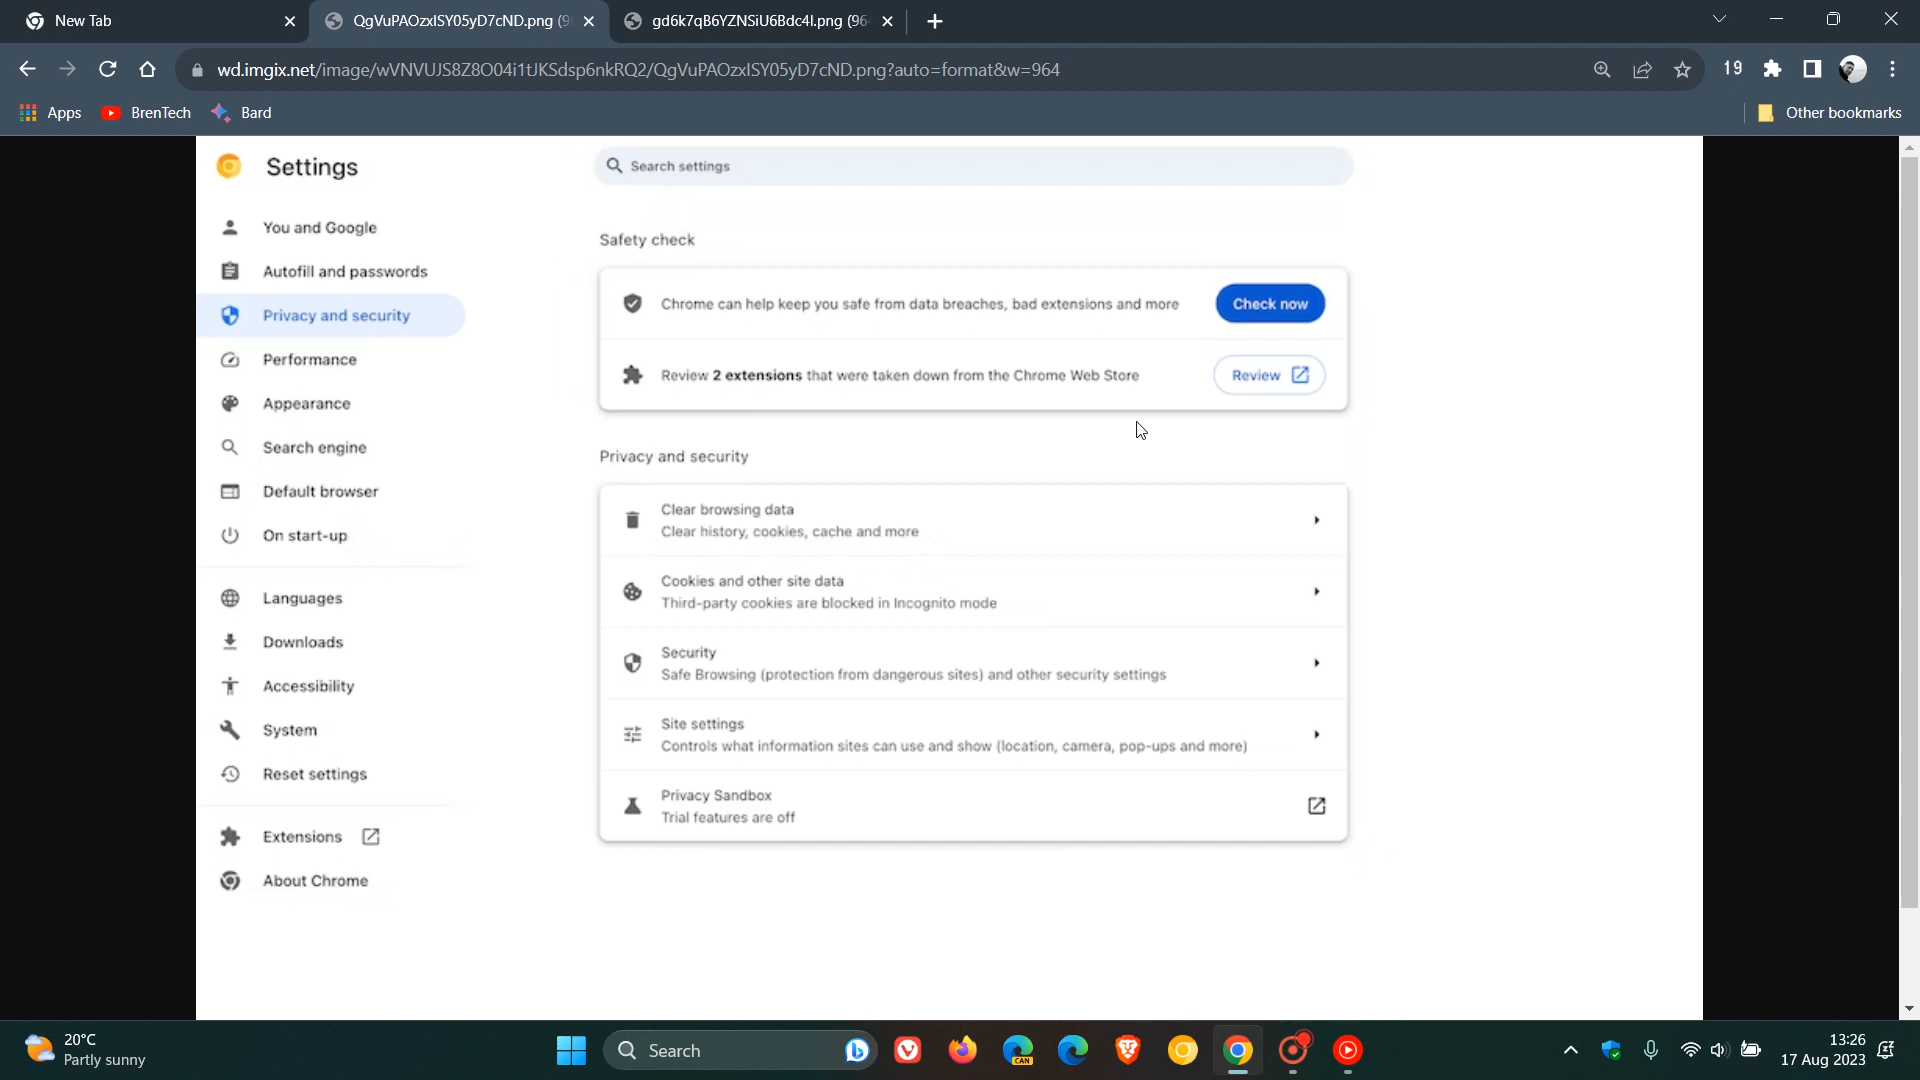 New Tab
QgVuPAOzxlSY05yD7cND.png (9
gd6k7qB6YZNSiU6Bdc4l.png (964
wd.imgix.net/image/wVNVUJS8Z8O04i1tJKSdsp6nkRQ2/QgVuPAOzxlSY05yD7cND.png?auto=format&w=964
19
Apps
BrenTech
Bard
Other bookmarks
Settings
Search settings
You and Google
Autofill and passwords
Privacy and security
Performance
Appearance
Search engine
Default browser
On start-up
Languages
Downloads
Accessibility
System
Reset settings
Extensions
About Chrome
Safety check
Chrome can help keep you safe from data breaches, bad extensions and more
Check now
Review 2 extensions that were taken down from the Chrome Web Store
Review
Privacy and security
Clear browsing data
Clear history, cookies, cache and more
Cookies and other site data
Third-party cookies are blocked in Incognito mode
Security
Safe Browsing (protection from dangerous sites) and other security settings
Site settings
Controls what information sites can use and show (location, camera, pop-ups and more)
Privacy Sandbox
Trial features are off
20°C
Partly sunny
Search
CAN
13:26
17 Aug 2023